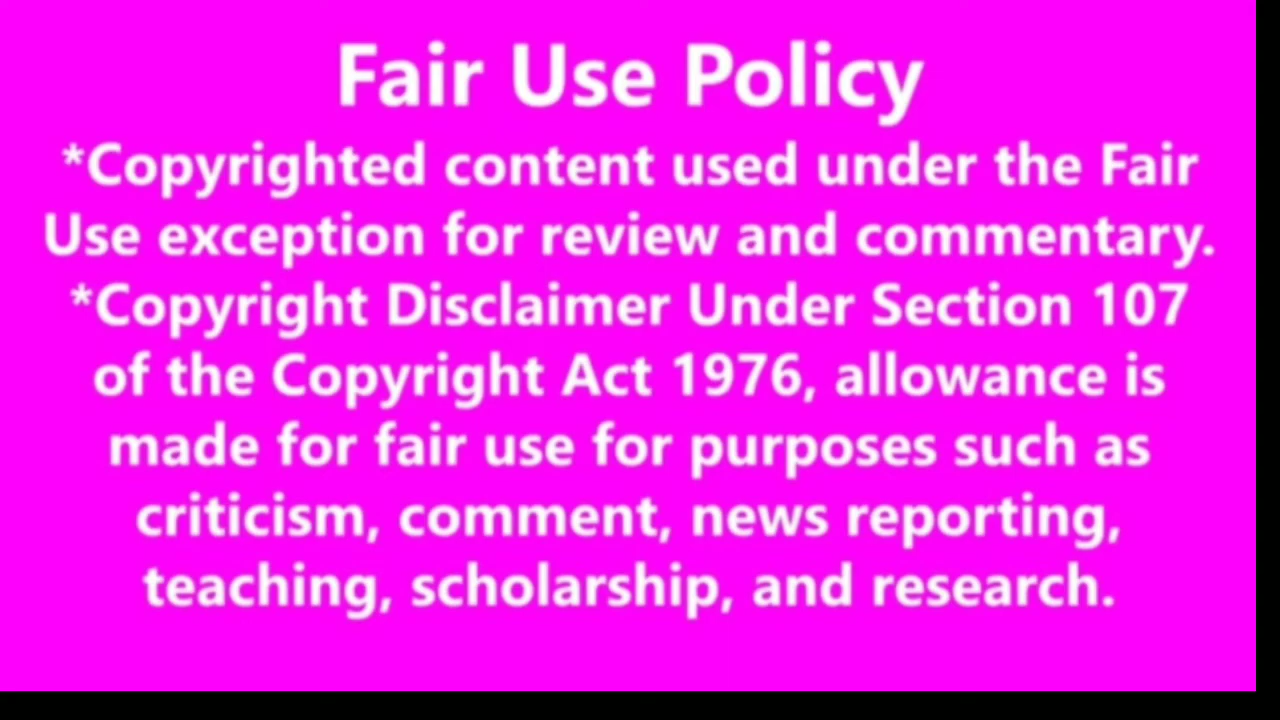 Fair Use Policy
*Copyrighted content used under the Fair
Use exception for review and commentary.
*Copyright Disclaimer Under Section 107
of the Copyright Act 1976, allowance is
made for fair use for purposes such as
criticism, comment, news reporting,
teaching, scholarship, and research.